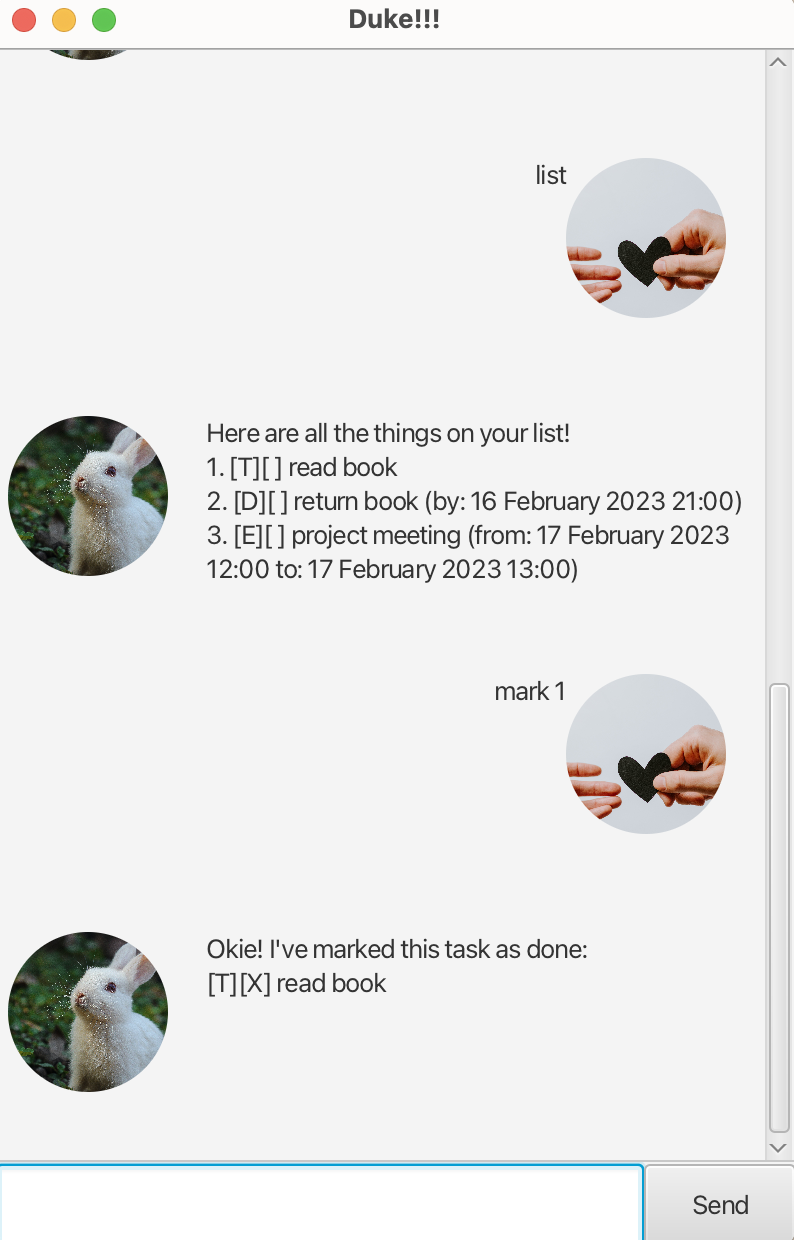 Duke!!!
list
Here are all the things on your list!
1. [T][ ] read book
2. [D][ ] return book (by: 16 February 2023 21:00)
3. [E][ ] project meeting (from: 17 February 2023
12:00 to: 17 February 2023 13:00)
mark 1
Okie! I've marked this task as done:
[T][X] read book
Send